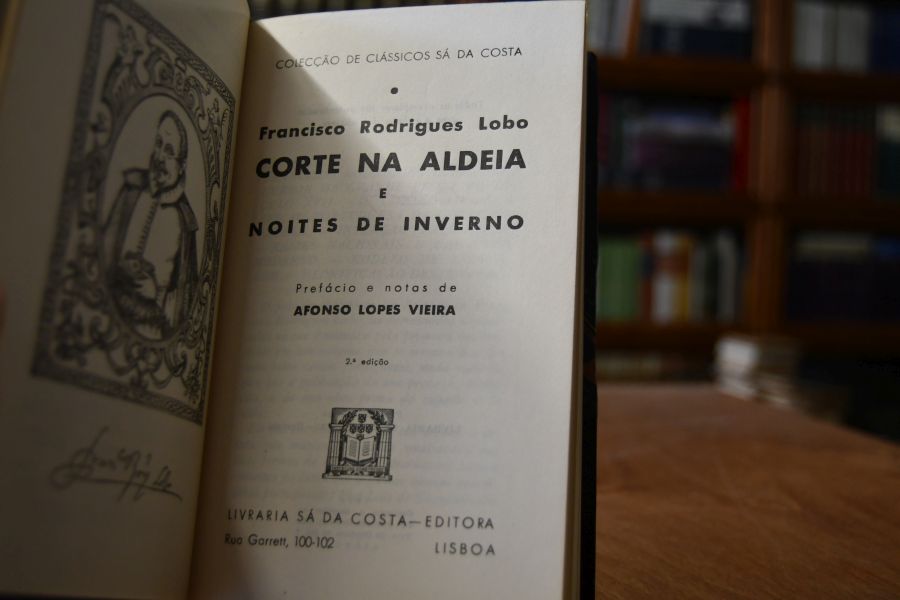 COLECÇÃO DE CLÁSSICOS SÁ DA COSTA
Francisco Rodrigues Lobo
CORTE NA ALDEIA
E
NOITES DE INVERNO
Prefácio e notas de
AFONSO LOPES VIEIRA
2.ª edição
LIVRARIA SÁ DA COSTA—EDITORA
Rua Garrett, 100-102
LISBOA